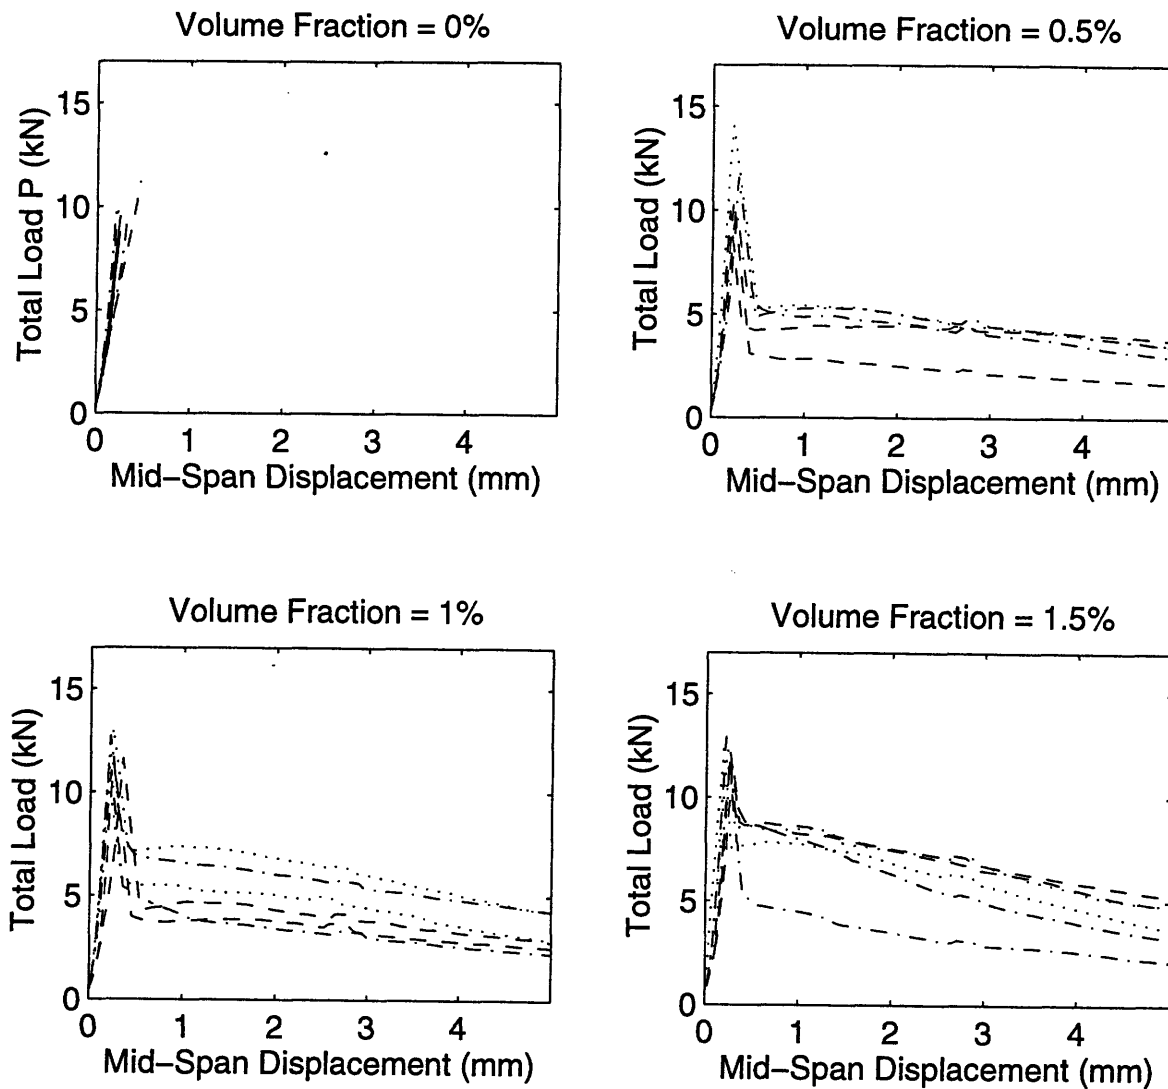 Volume Fraction = 0%
Total Load P (kN)
15
10
5
0
0 1 2 3 4
Mid–Span Displacement (mm)
Volume Fraction = 0.5%
Total Load (kN)
15
10
5
0
0 1 2 3 4
Mid–Span Displacement (mm)
Volume Fraction = 1%
Total Load (kN)
15
10
5
0
0 1 2 3 4
Mid–Span Displacement (mm)
Volume Fraction = 1.5%
Total Load (kN)
15
10
5
0
0 1 2 3 4
Mid–Span Displacement (mm)